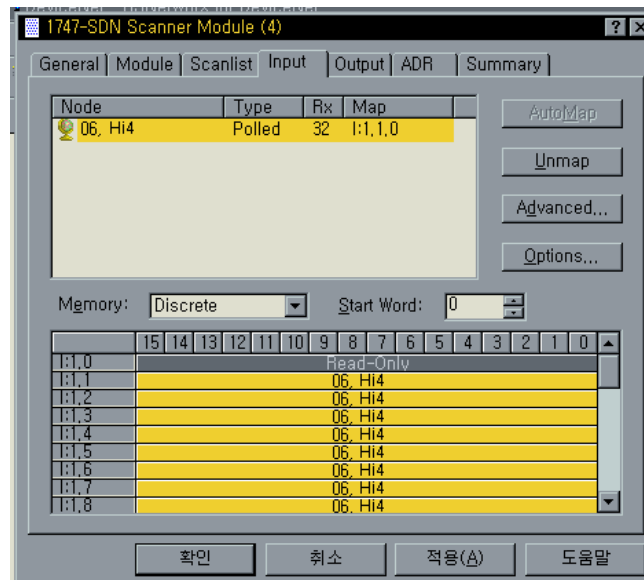 1747-SDN Scanner Module (4)
General Module Scanlist Input Output ADR Summary
Node Type Rx Map
06, Hi4 Polled 32 I:1,1,0
AutoMap
Unmap
Advanced,,,
Options,,,
Memory: Discrete Start Word: 0
15 14 13 12 11 10 9 8 7 6 5 4 3 2 1 0
I:1,0 Read-Only
I:1,1 06, Hi4
I:1,2 06, Hi4
I:1,3 06, Hi4
I:1,4 06, Hi4
I:1,5 06, Hi4
I:1,6 06, Hi4
I:1,7 06, Hi4
I:1,8 06, Hi4
확인 취소 적용(A) 도움말